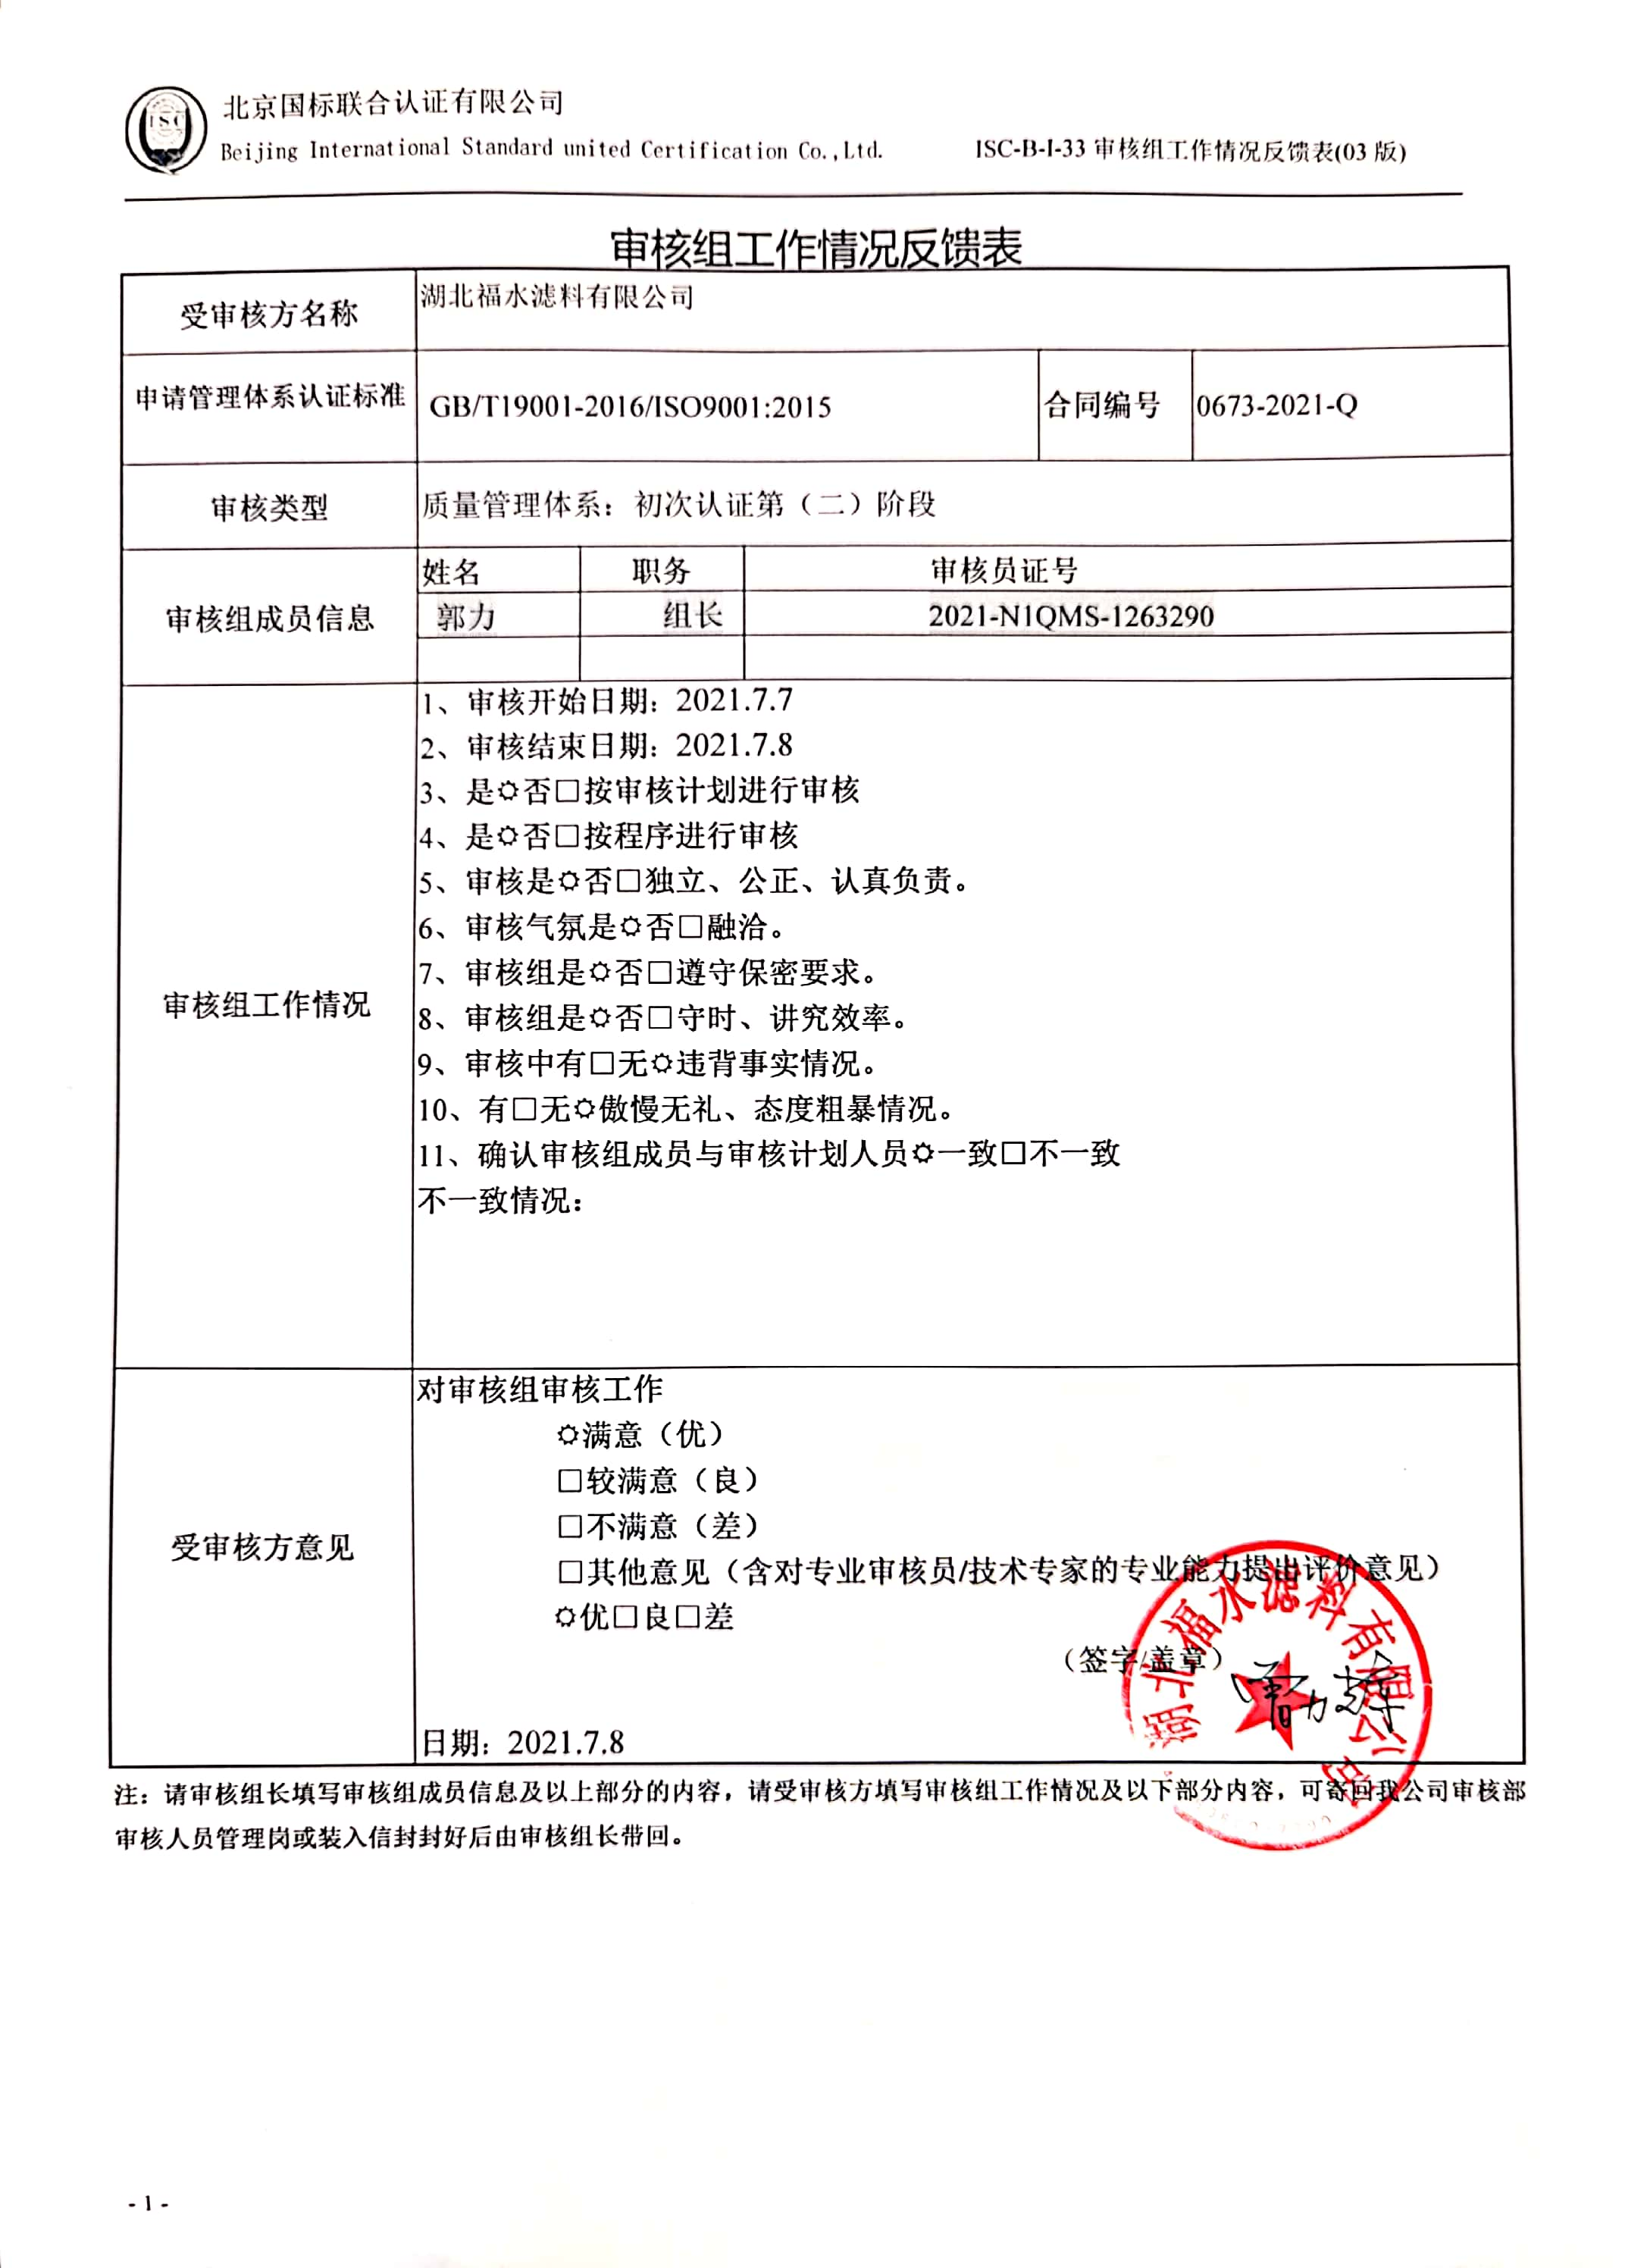 ISC
北京国标联合认证有限公司
Beijing International Standard united Certification Co.,Ltd.
ISC-B-I-33 审核组工作情况反馈表(03 版)
审核组工作情况反馈表
受审核方名称
湖北福水滤料有限公司
申请管理体系认证标准
GB/T19001-2016/ISO9001:2015
合同编号
0673-2021-Q
审核类型
质量管理体系：初次认证第（二）阶段
审核组成员信息
姓名 职务 审核员证号
郭力 组长 2021-N1QMS-1263290
审核组工作情况
1、审核开始日期：2021.7.7
2、审核结束日期：2021.7.8
3、是☼否□按审核计划进行审核
4、是☼否□按程序进行审核
5、审核是☼否□独立、公正、认真负责。
6、审核气氛是☼否□融洽。
7、审核组是☼否□遵守保密要求。
8、审核组是☼否□守时、讲究效率。
9、审核中有□无☼违背事实情况。
10、有□无☼傲慢无礼、态度粗暴情况。
11、确认审核组成员与审核计划人员☼一致□不一致
不一致情况：
受审核方意见
对审核组审核工作
☼满意（优）
□较满意（良）
□不满意（差）
□其他意见（含对专业审核员/技术专家的专业能力提出评价意见）
☼优□良□差
（签字/盖章）
湖北福水滤料有限公司
日期：2021.7.8
注：请审核组长填写审核组成员信息及以上部分的内容，请受审核方填写审核组工作情况及以下部分内容，可寄回我公司审核部
审核人员管理岗或装入信封封好后由审核组长带回。
- 1 -